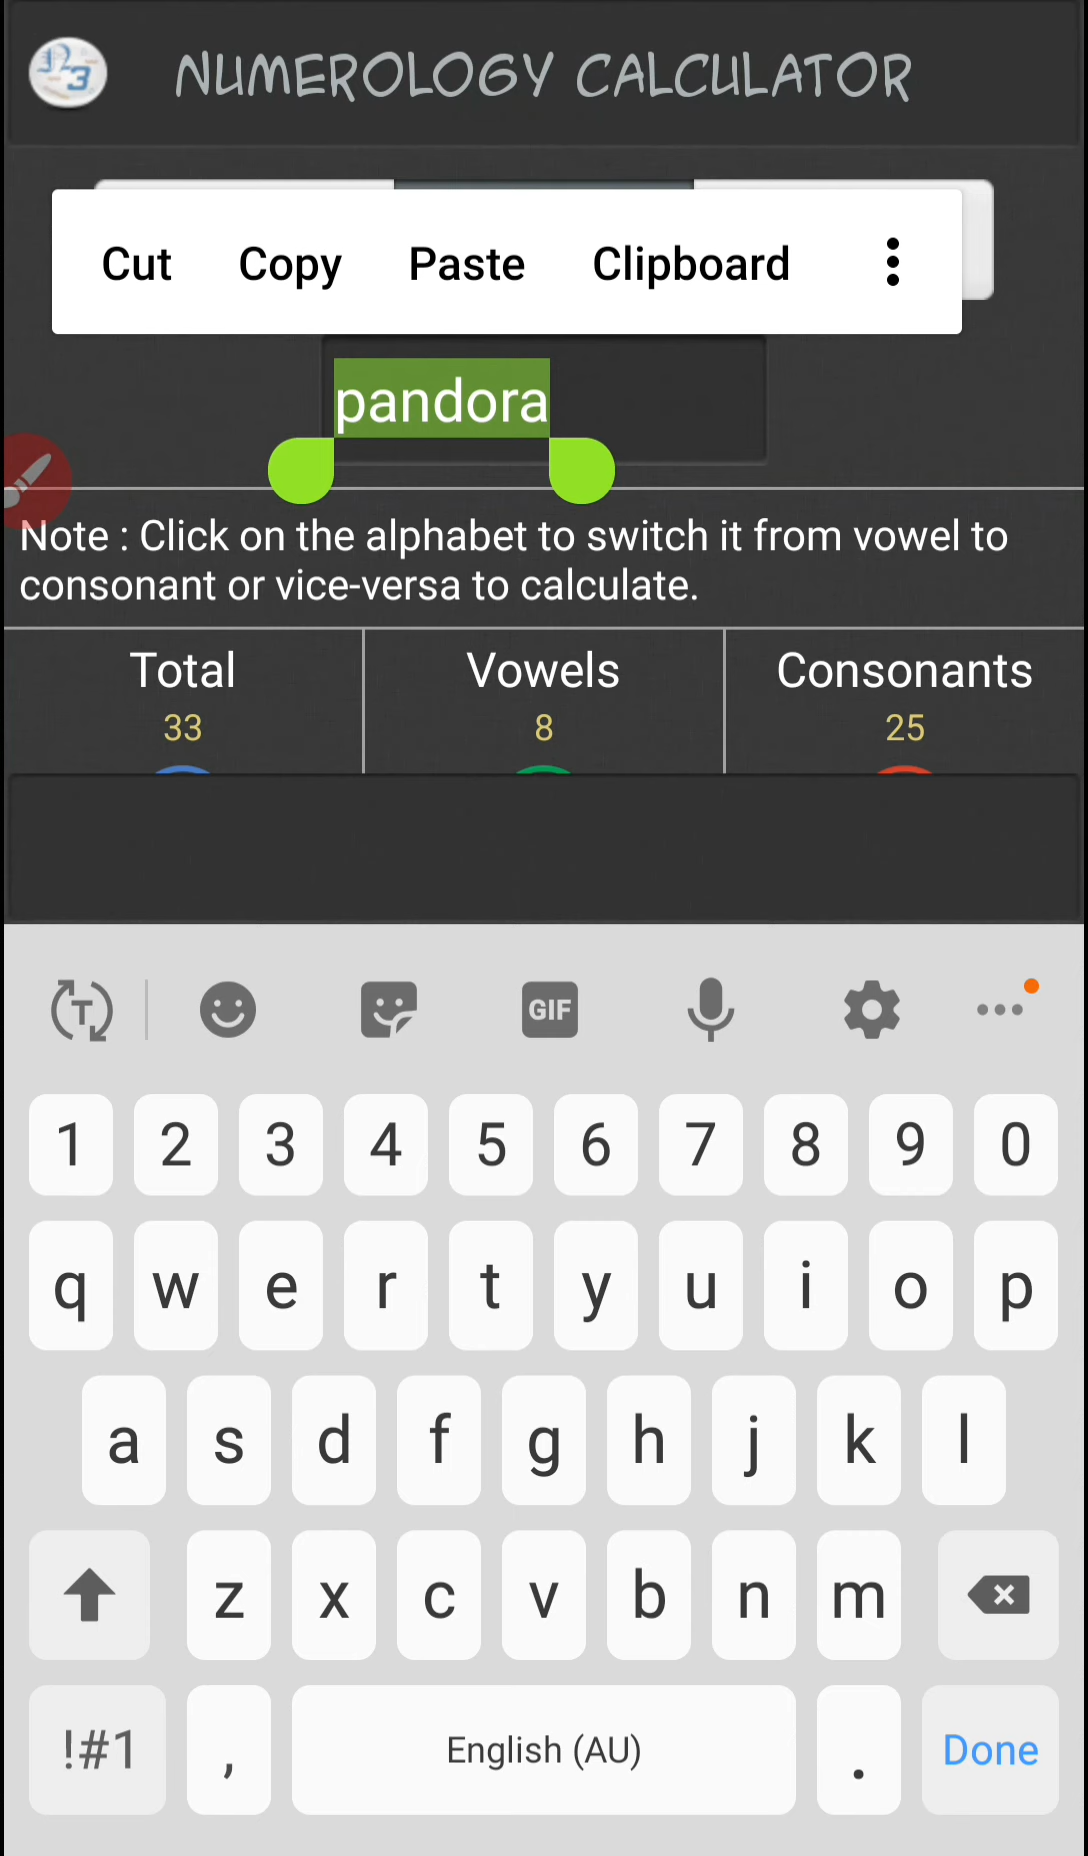 NUMEROLOGY CALCULATOR
Cut Copy Paste Clipboard
pandora
Note : Click on the alphabet to switch it from vowel to
consonant or vice-versa to calculate.
Total Vowels Consonants
33 8 25
T GIF
1 2 3 4 5 6 7 8 9 0
q w e r t y u i o p
a s d f g h j k l
z x c v b n m
!#1 , English (AU) . Done